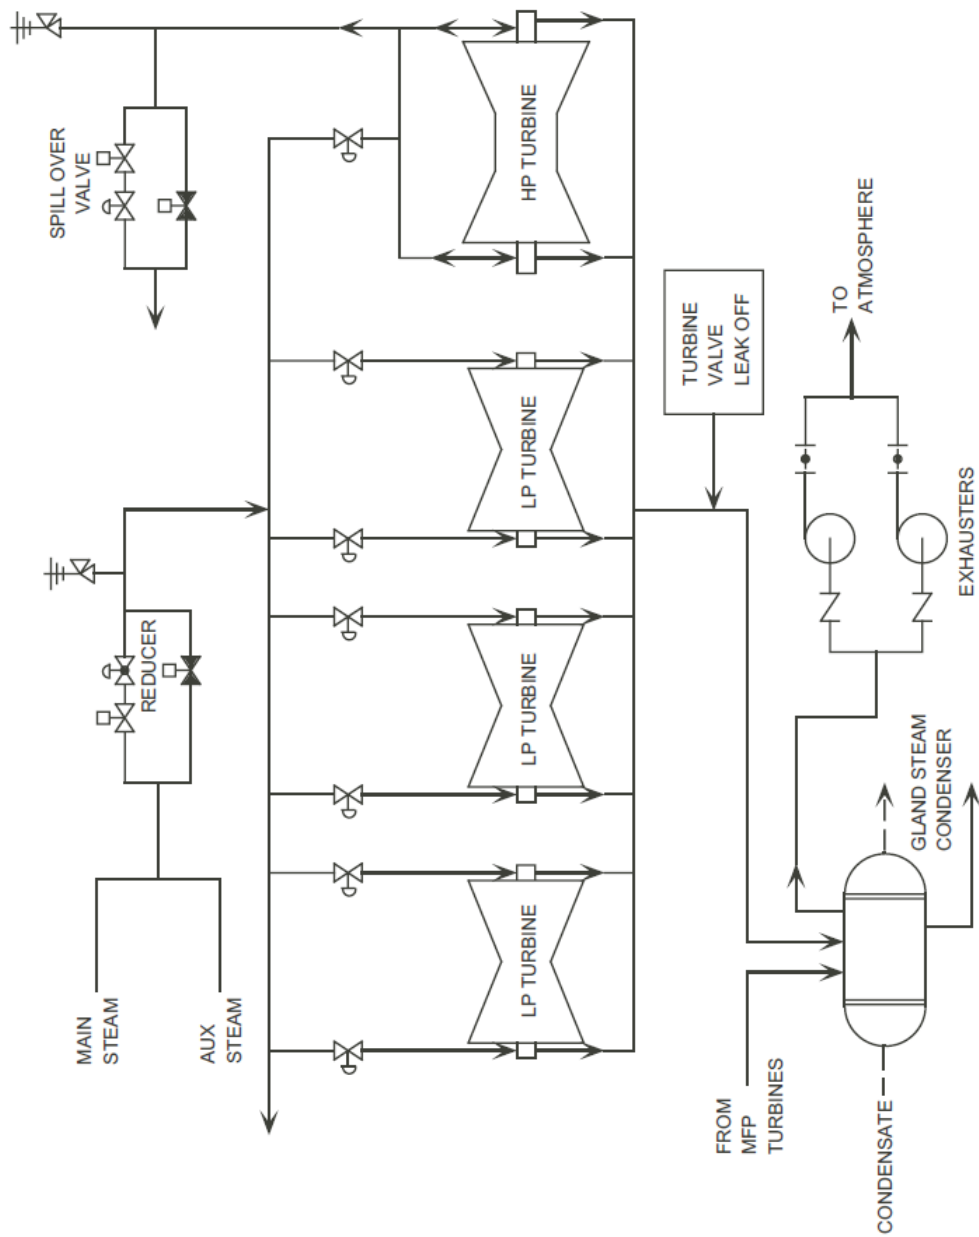 MAIN
STEAM
AUX
STEAM
REDUCER
SPILL OVER
VALVE
LP TURBINE
LP TURBINE
LP TURBINE
HP TURBINE
TURBINE
VALVE
LEAK OFF
FROM
MFP
TURBINES
CONDENSATE
GLAND STEAM
CONDENSER
EXHAUSTERS
TO
ATMOSPHERE